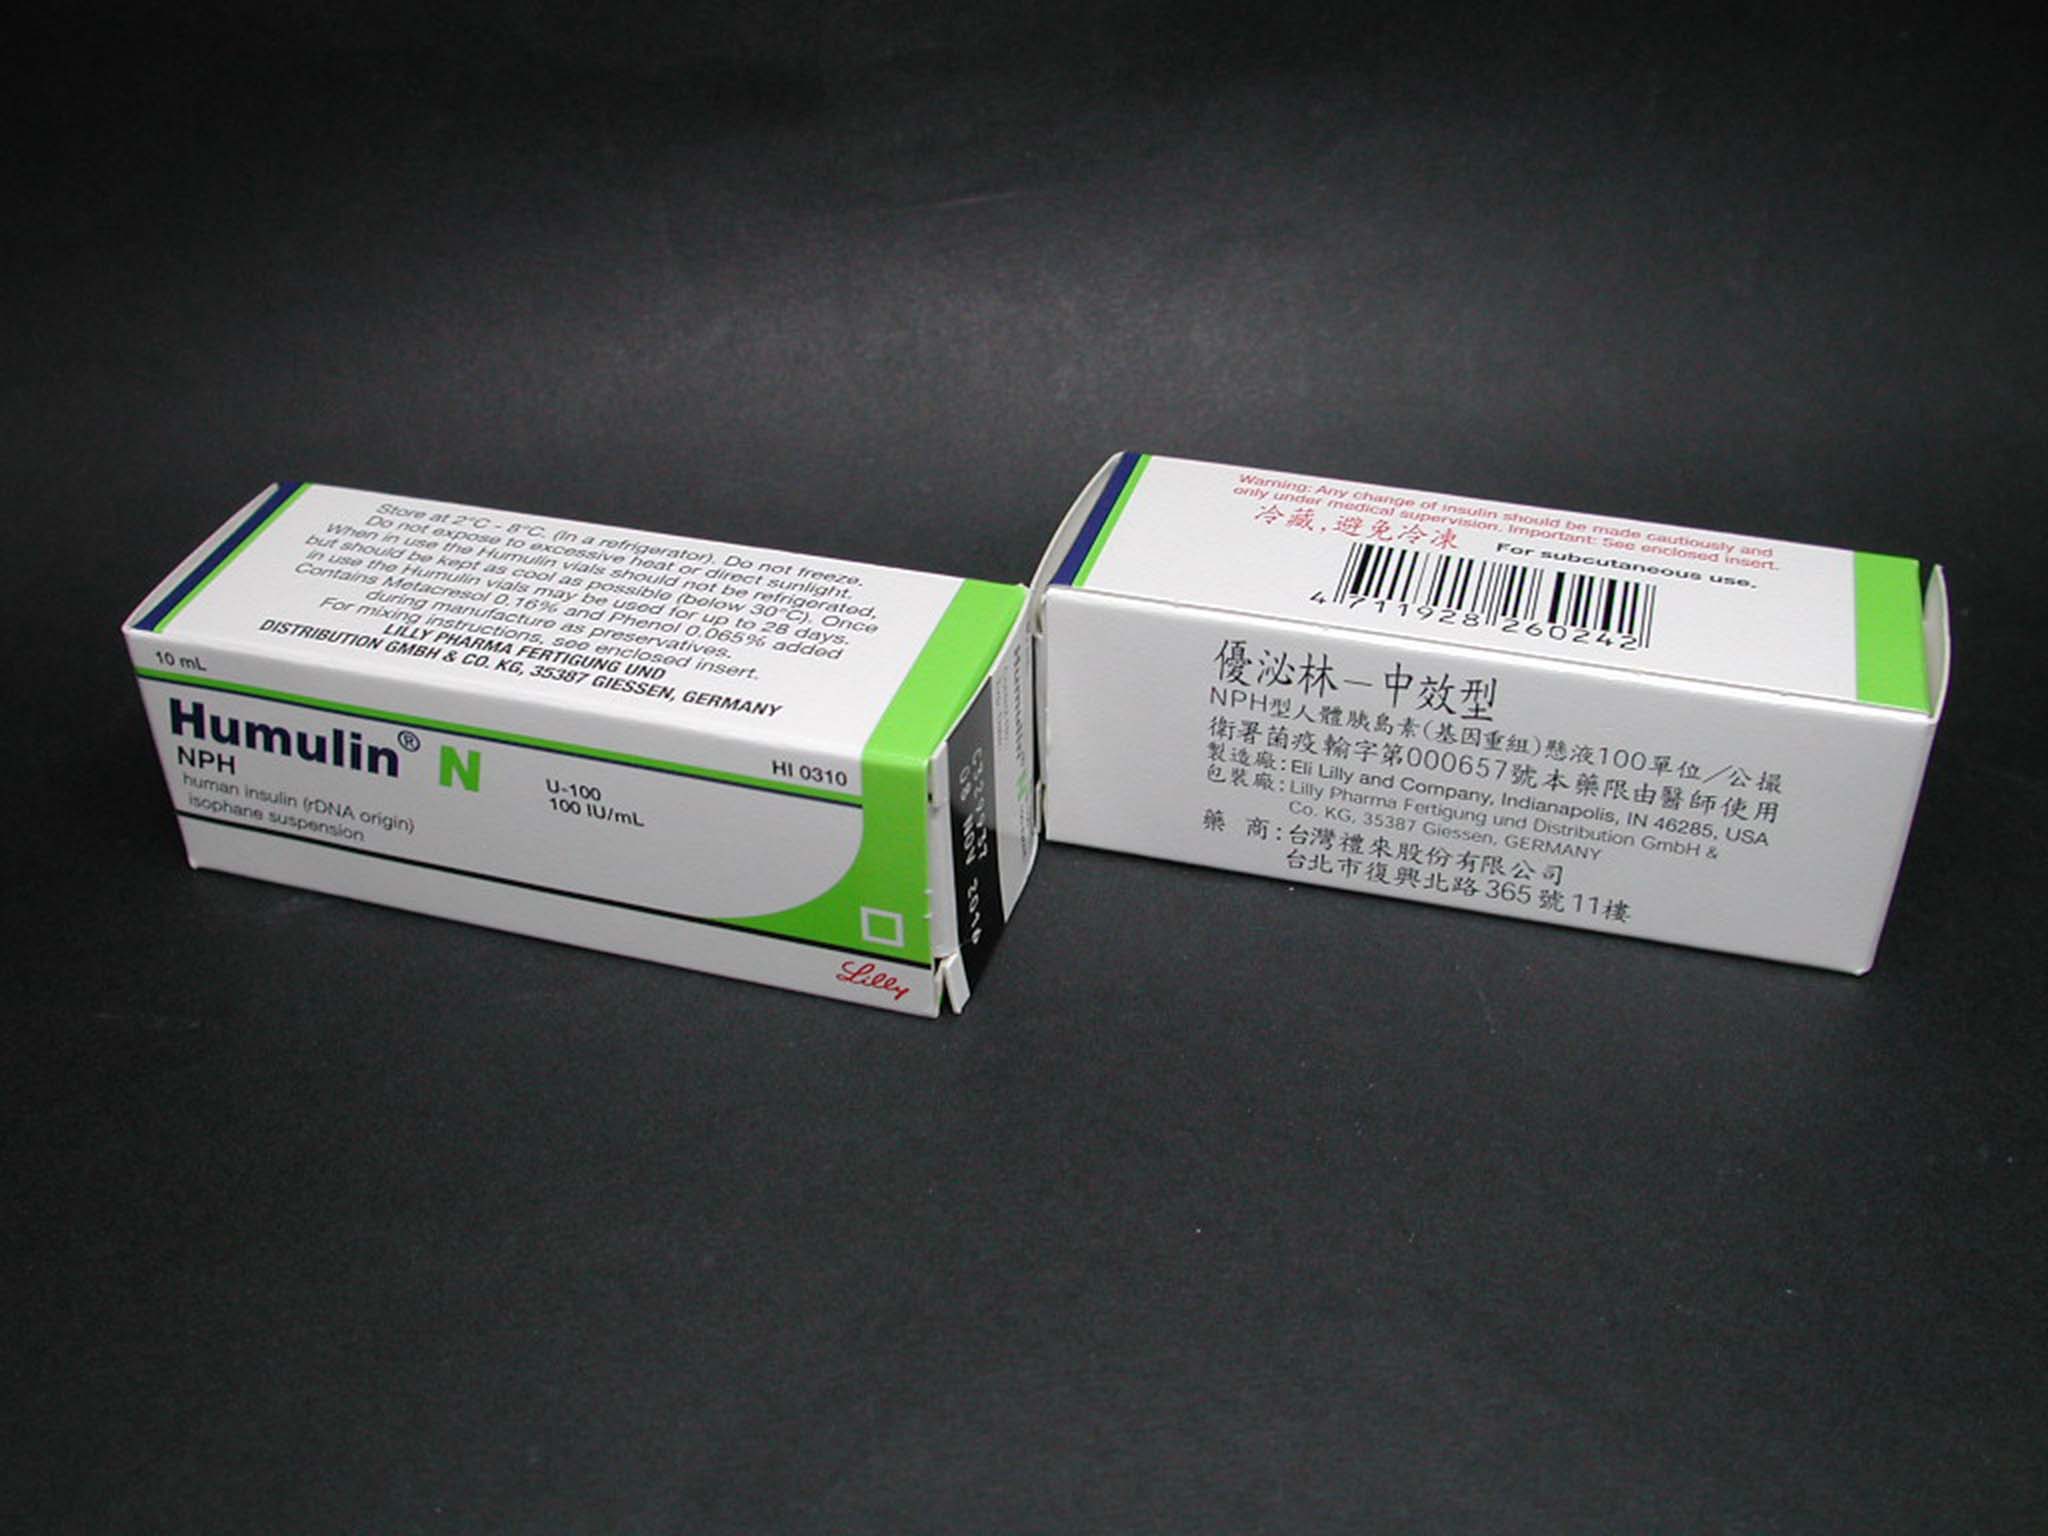 Store at 2°C - 8°C. (In a refrigerator). Do not freeze.
Do not expose to excessive heat or direct sunlight.
When in use the Humulin vials should not be refrigerated,
but should be kept as cool as possible (below 30°C). Once
in use the Humulin vials may be used for up to 28 days.
Contains Metacresol 0.16% and Phenol 0.065% added
during manufacture as preservatives.
For mixing instructions, see enclosed insert.
LILLY PHARMA FERTIGUNG UND
DISTRIBUTION GMBH & CO. KG, 35387 GIESSEN, GERMANY
10 mL
Humulin® N
NPH
human insulin (rDNA origin)
isophane suspension
U-100
100 IU/mL
HI 0310
Lilly
NOV 2010
Warning: Any change of insulin should be made cautiously and
only under medical supervision. Important: See enclosed insert.
冷藏,避免冷凍
For subcutaneous use.
4 711928 260242
優泌林-中效型
NPH型人體胰島素(基因重組)懸液100單位/公撮
衛署菌疫輸字第000657號本藥限由醫師使用
製造廠:Eli Lilly and Company, Indianapolis, IN 46285, USA
包裝廠:Lilly Pharma Fertigung und Distribution GmbH &
Co. KG, 35387 Giessen, GERMANY
藥 商:台灣禮來股份有限公司
台北市復興北路365號11樓